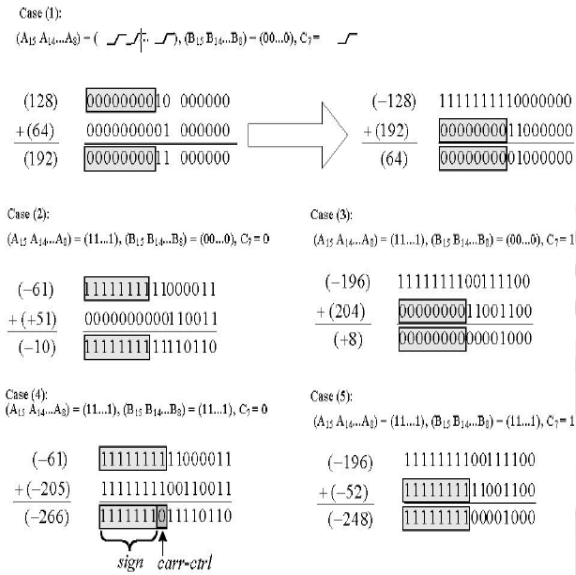 Case (1):
(A₁₅ A₁₄...A₈) = ( ), (B₁₅ B₁₄...B₈) = (00...0), C₇ =
(128) 0000000010 000000
+(64) 0000000001 000000
(192) 0000000011 000000
(−128) 1111111110000000
+(192) 0000000011000000
(64) 0000000001000000
Case (2):
(A₁₅ A₁₄...A₈) = (11...1), (B₁₅ B₁₄...B₈) = (00...0), C₇ = 0
(−61) 1111111111000011
+(+51) 0000000000110011
(−10) 1111111111110110
Case (3):
(A₁₅ A₁₄...A₈) = (11...1), (B₁₅ B₁₄...B₈) = (00...0), C₇ = 1
(−196) 1111111100111100
+(204) 0000000011001100
(+8) 0000000000001000
Case (4):
(A₁₅ A₁₄...A₈) = (11...1), (B₁₅ B₁₄...B₈) = (11...1), C₇ = 0
(−61) 1111111111000011
+(−205) 1111111100110011
(−266) 1111111011110110
sign carr-ctrl
Case (5):
(A₁₅ A₁₄...A₈) = (11...1), (B₁₅ B₁₄...B₈) = (11...1), C₇ = 1
(−196) 1111111100111100
+(−52) 1111111111001100
(−248) 1111111100001000